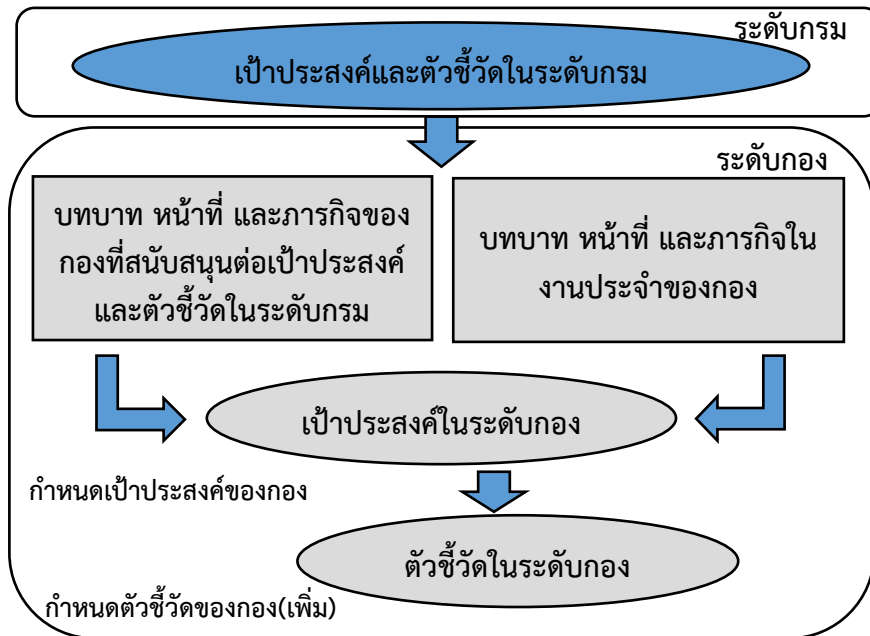 ระดับกรม
เป้าประสงค์และตัวชี้วัดในระดับกรม
ระดับกอง
บทบาท หน้าที่ และภารกิจของ
กองที่สนับสนุนต่อเป้าประสงค์
และตัวชี้วัดในระดับกรม
บทบาท หน้าที่ และภารกิจใน
งานประจำของกอง
เป้าประสงค์ในระดับกอง
กำหนดเป้าประสงค์ของกอง
ตัวชี้วัดในระดับกอง
กำหนดตัวชี้วัดของกอง(เพิ่ม)